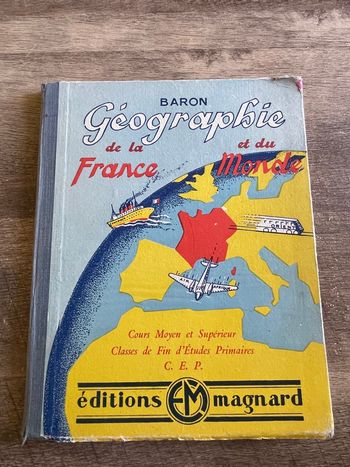 BARON
Géographie
de la et du
France Monde
Cours Moyen et Supérieur
Classes de Fin d'Études Primaires
C. E. P.
éditions EM magnard